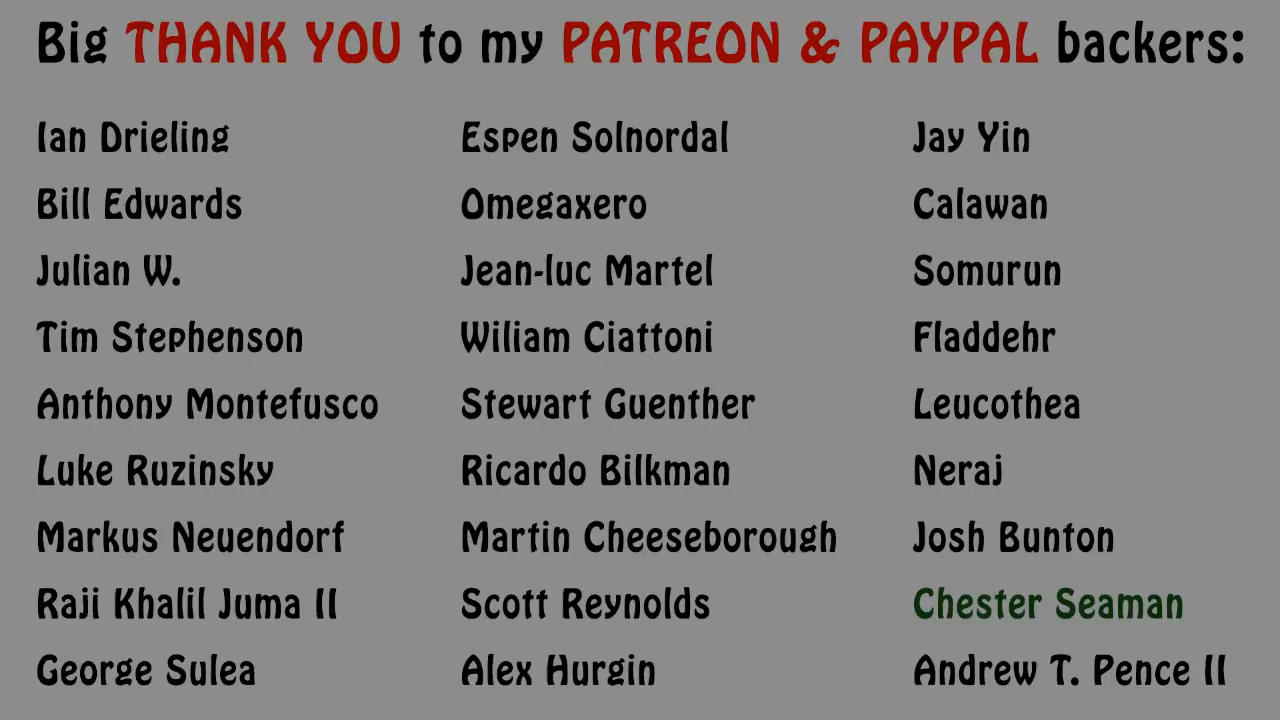 Big THANK YOU to my PATREON & PAYPAL backers:
Ian Drieling
Bill Edwards
Julian W.
Tim Stephenson
Anthony Montefusco
Luke Ruzinsky
Markus Neuendorf
Raji Khalil Juma II
George Sulea
Espen Solnordal
Omegaxero
Jean-luc Martel
Wiliam Ciattoni
Stewart Guenther
Ricardo Bilkman
Martin Cheeseborough
Scott Reynolds
Alex Hurgin
Jay Yin
Calawan
Somurun
Fladdehr
Leucothea
Neraj
Josh Bunton
Chester Seaman
Andrew T. Pence II